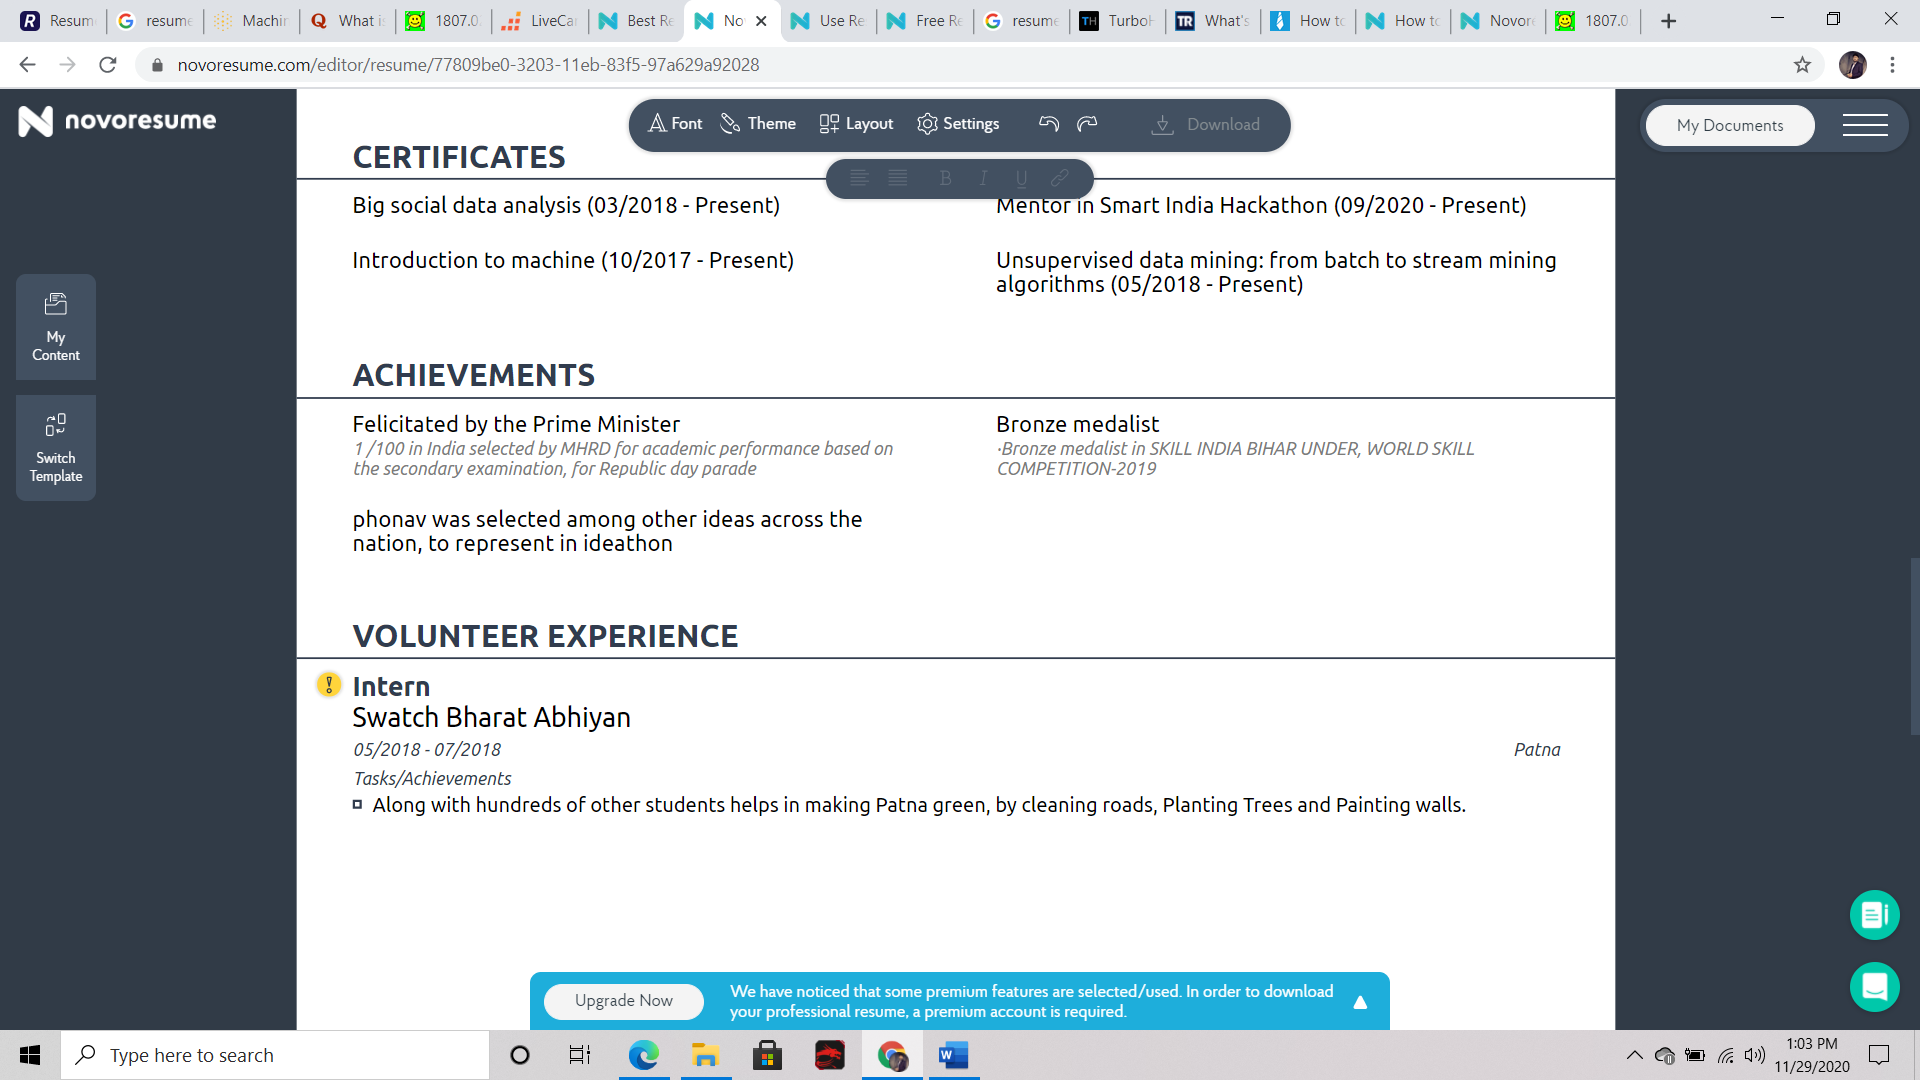 Resum
resume
Machin
What is
1807.0
LiveCar
Best Re
No
Use Re
Free Re
resume
TurboH
What's
How to
How to
Novore
1807.0
novoresume.com/editor/resume/77809be0-3203-11eb-83f5-97a629a92028
novoresume
Font Theme Layout Settings Download
My Documents
B I U
CERTIFICATES
Big social data analysis (03/2018 - Present)
Mentor in Smart India Hackathon (09/2020 - Present)
Introduction to machine (10/2017 - Present)
Unsupervised data mining: from batch to stream mining
algorithms (05/2018 - Present)
My
Content
Switch
Template
ACHIEVEMENTS
Felicitated by the Prime Minister
1 /100 in India selected by MHRD for academic performance based on
the secondary examination, for Republic day parade
Bronze medalist
·Bronze medalist in SKILL INDIA BIHAR UNDER, WORLD SKILL
COMPETITION-2019
phonav was selected among other ideas across the
nation, to represent in ideathon
VOLUNTEER EXPERIENCE
Intern
Swatch Bharat Abhiyan
05/2018 - 07/2018 Patna
Tasks/Achievements
Along with hundreds of other students helps in making Patna green, by cleaning roads, Planting Trees and Painting walls.
Upgrade Now
We have noticed that some premium features are selected/used. In order to download
your professional resume, a premium account is required.
Type here to search
1:03 PM
11/29/2020